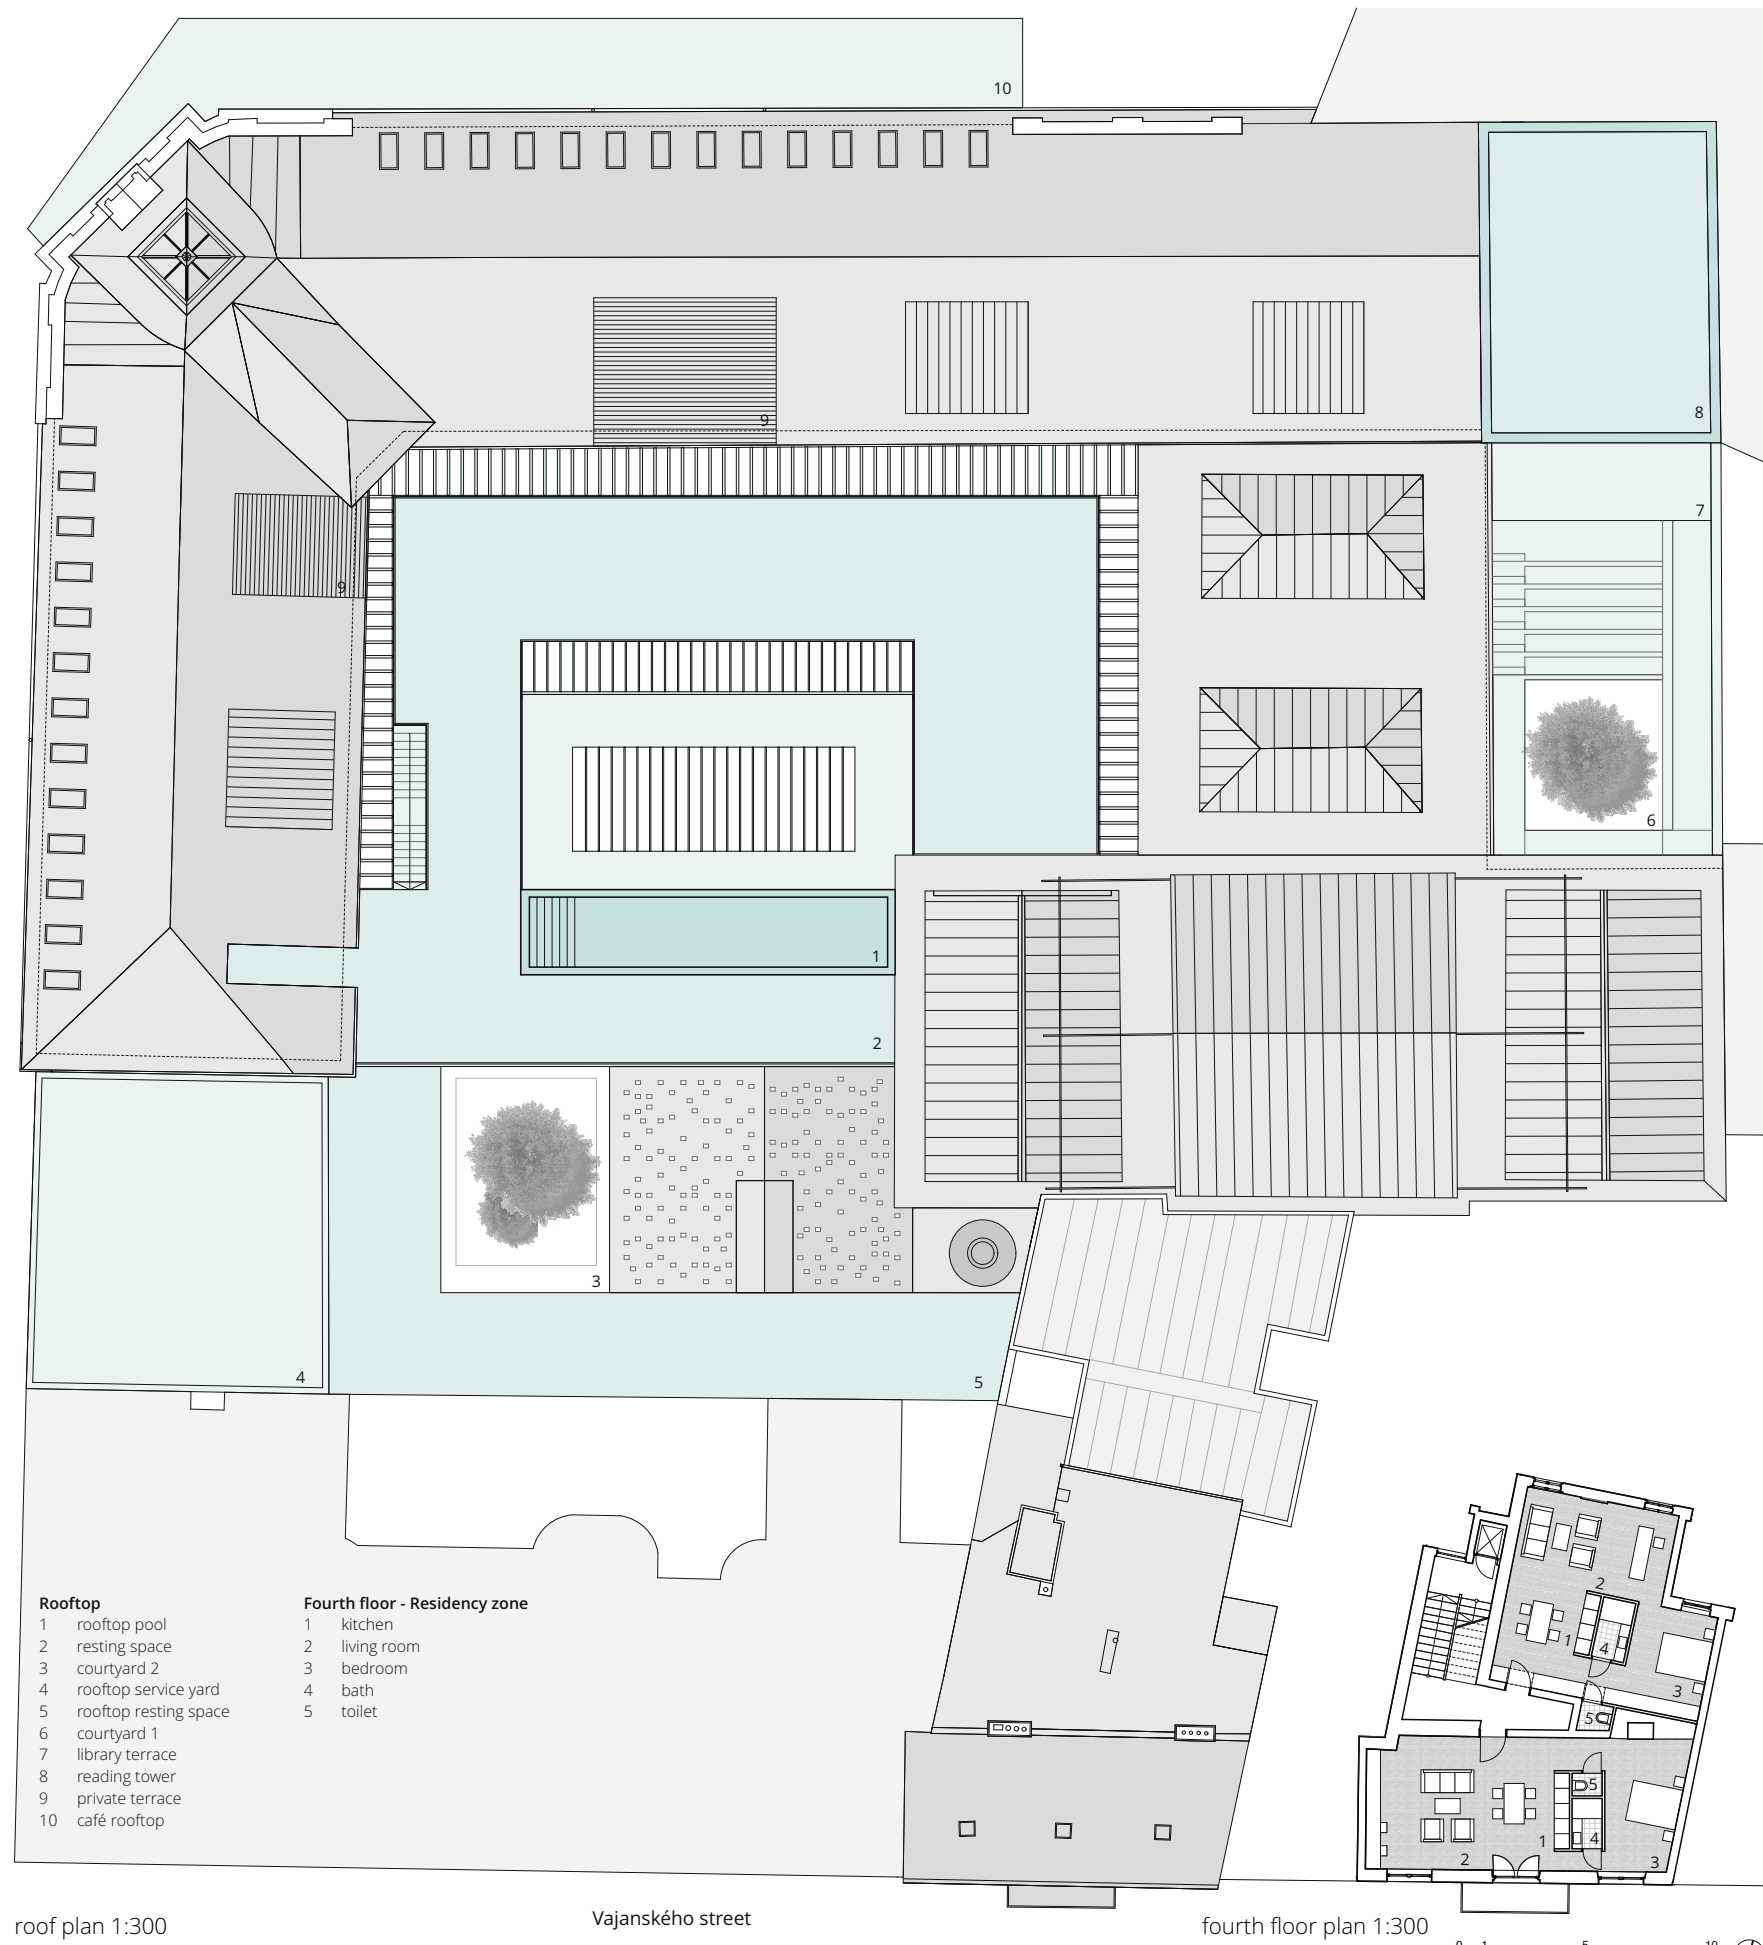 10
9
8
7
9
6
1
2
3
4
5
2
1
4
3
5
5
1
4
2
3
Rooftop
1 rooftop pool
2 resting space
3 courtyard 2
4 rooftop service yard
5 rooftop resting space
6 courtyard 1
7 library terrace
8 reading tower
9 private terrace
10 café rooftop
Fourth floor - Residency zone
1 kitchen
2 living room
3 bedroom
4 bath
5 toilet
roof plan 1:300
Vajanského street
fourth floor plan 1:300
0 1 5 10